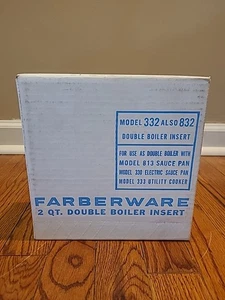 MODEL 332 ALSO 832
DOUBLE BOILER INSERT
FOR USE AS DOUBLE BOILER WITH
MODEL 813 SAUCE PAN
MODEL 330 ELECTRIC SAUCE PAN
MODEL 333 UTILITY COOKER
FARBERWARE
2 QT. DOUBLE BOILER INSERT